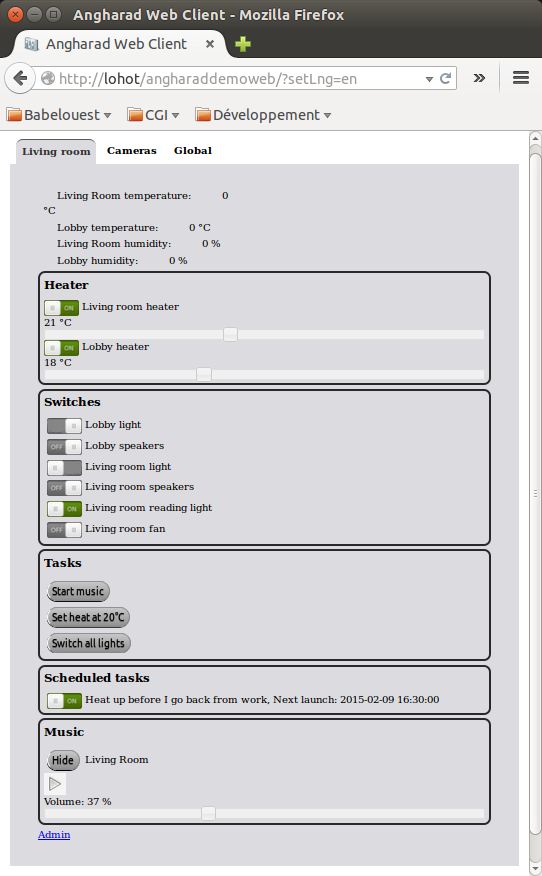 Angharad Web Client - Mozilla Firefox
Angharad Web Client
http://lohot/angharaddemoweb/?setLng=en
Babelouest CGI Développement
Living room Cameras Global
Living Room temperature: 0
°C
Lobby temperature: 0 °C
Living Room humidity: 0 %
Lobby humidity: 0 %
Heater
ON Living room heater
21 °C
ON Lobby heater
18 °C
Switches
Lobby light
OFF Lobby speakers
Living room light
OFF Living room speakers
ON Living room reading light
OFF Living room fan
Tasks
Start music
Set heat at 20°C
Switch all lights
Scheduled tasks
ON Heat up before I go back from work, Next launch: 2015-02-09 16:30:00
Music
Hide Living Room
Volume: 37 %
Admin